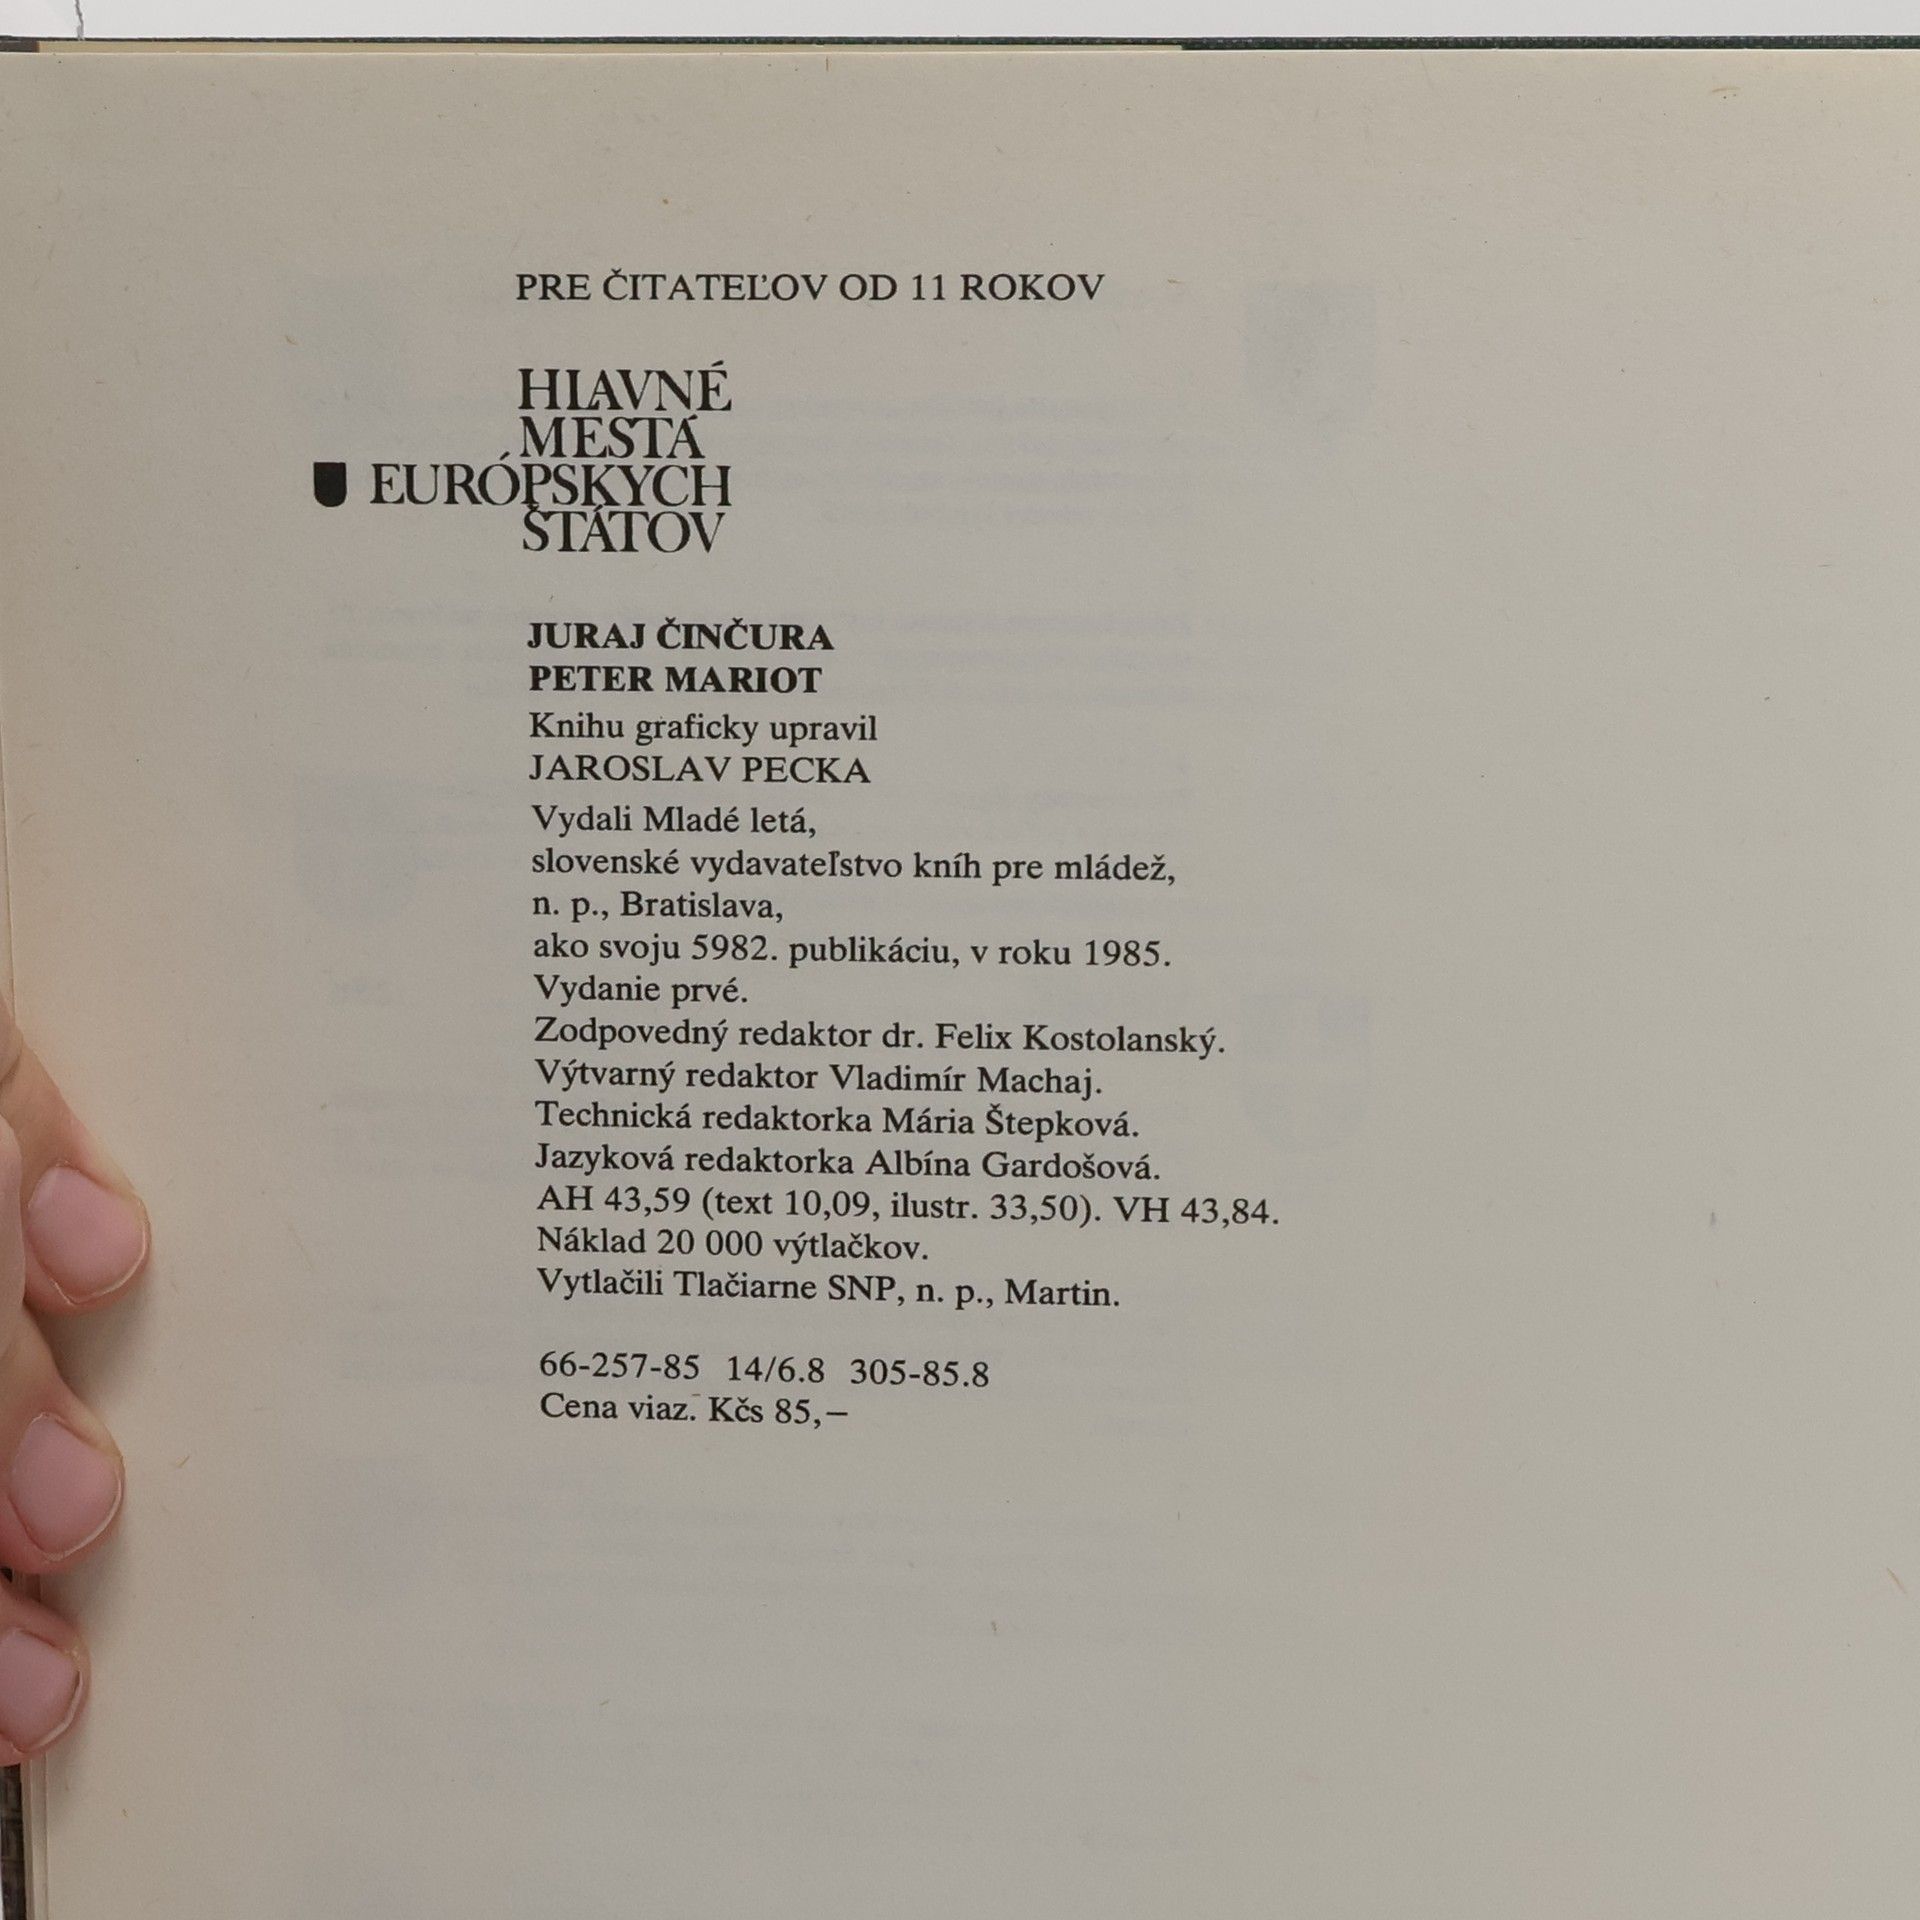 PRE ČITATEĽOV OD 11 ROKOV
HLAVNÉ
MESTÁ
EURÓPSKYCH
ŠTÁTOV
JURAJ ČINČURA
PETER MARIOT
Knihu graficky upravil
JAROSLAV PECKA
Vydali Mladé letá,
slovenské vydavateľstvo kníh pre mládež,
n. p., Bratislava,
ako svoju 5982. publikáciu, v roku 1985.
Vydanie prvé.
Zodpovedný redaktor dr. Felix Kostolanský.
Výtvarný redaktor Vladimír Machaj.
Technická redaktorka Mária Štepková.
Jazyková redaktorka Albína Gardošová.
AH 43,59 (text 10,09, ilustr. 33,50). VH 43,84.
Náklad 20 000 výtlačkov.
Vytlačili Tlačiarne SNP, n. p., Martin.
66-257-85 14/6.8 305-85.8
Cena viaz. Kčs 85,—